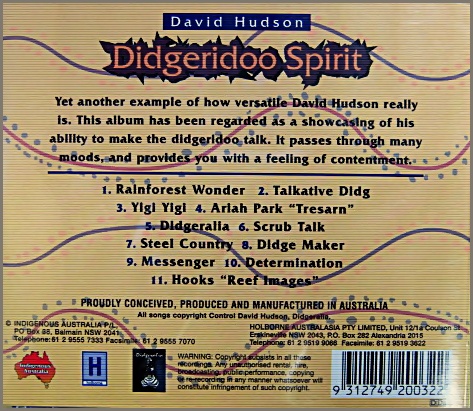 David Hudson
Didgeridoo Spirit
Yet another example of how versatile David Hudson really
is. This album has been regarded as a showcasing of his
ability to make the didgeridoo talk. It passes through many
moods, and provides you with a feeling of contentment.
1. Rainforest Wonder 2. Talkative Didg
3. Yigi Yigi 4. Ariah Park "Tresarn"
5. Didgeralia 6. Scrub Talk
7. Steel Country 8. Didge Maker
9. Messenger 10. Determination
11. Hooks "Reef Images"
PROUDLY CONCEIVED, PRODUCED AND MANUFACTURED IN AUSTRALIA
All songs copyright Control David Hudson, Didgeralia.
© INDIGENOUS AUSTRALIA P/L.
PO Box 85, Balmain NSW 2041
Telephone: 61 2 9555 7333 Facsimile: 61 2 9555 7070
HOLBORNE AUSTRALASIA PTY LIMITED, Unit 12/1a Coulson St
Erskineville NSW 2043, P.O. Box 282 Alexandria 2015
Telephone: 61 2 9519 9066 Facsimile: 61 2 9519 3622
Indigenous
Australia
H
Didgeralia
WARNING: Copyright subsists in all these
recordings. Any unauthorised rental, hire,
broadcasting, public performance, copying
or re-recording in any manner whatsoever will
constitute infringement of such copyright.
9 312749 200322